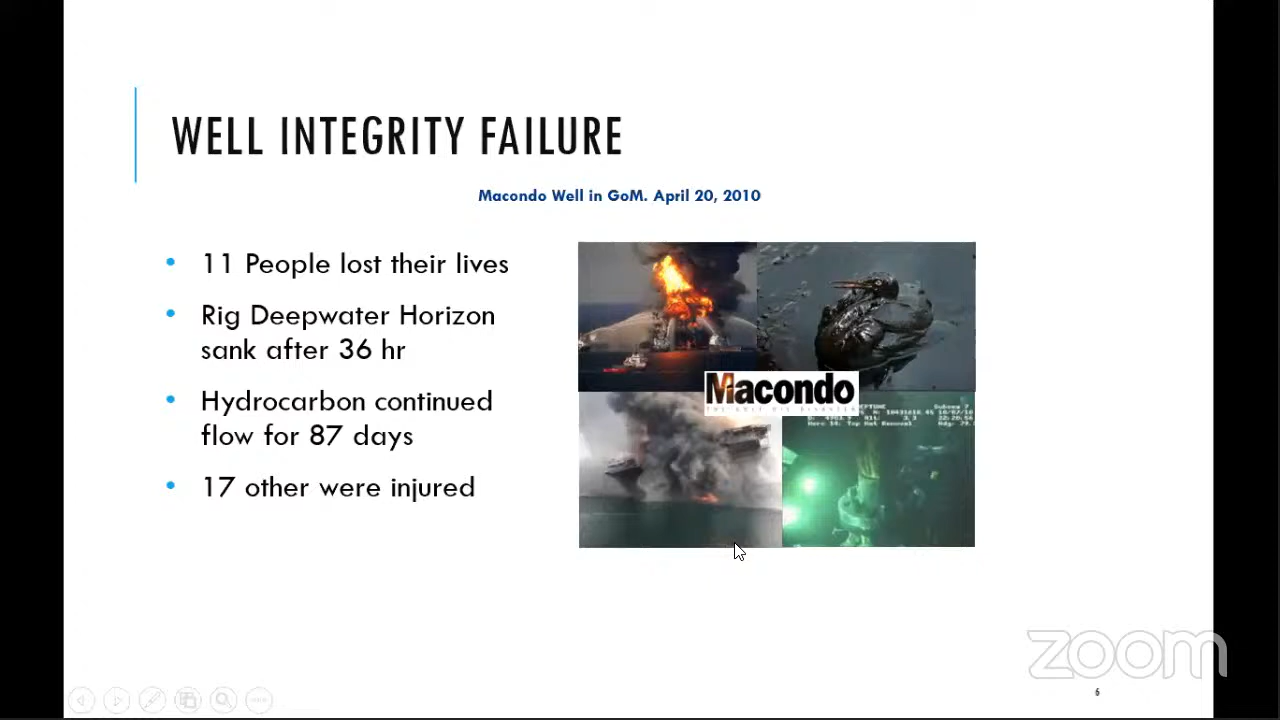 WELL INTEGRITY FAILURE
Macondo Well in GoM. April 20, 2010
11 People lost their lives
Rig Deepwater Horizon
sank after 36 hr
Hydrocarbon continued
flow for 87 days
17 other were injured
Macondo
zoom
6